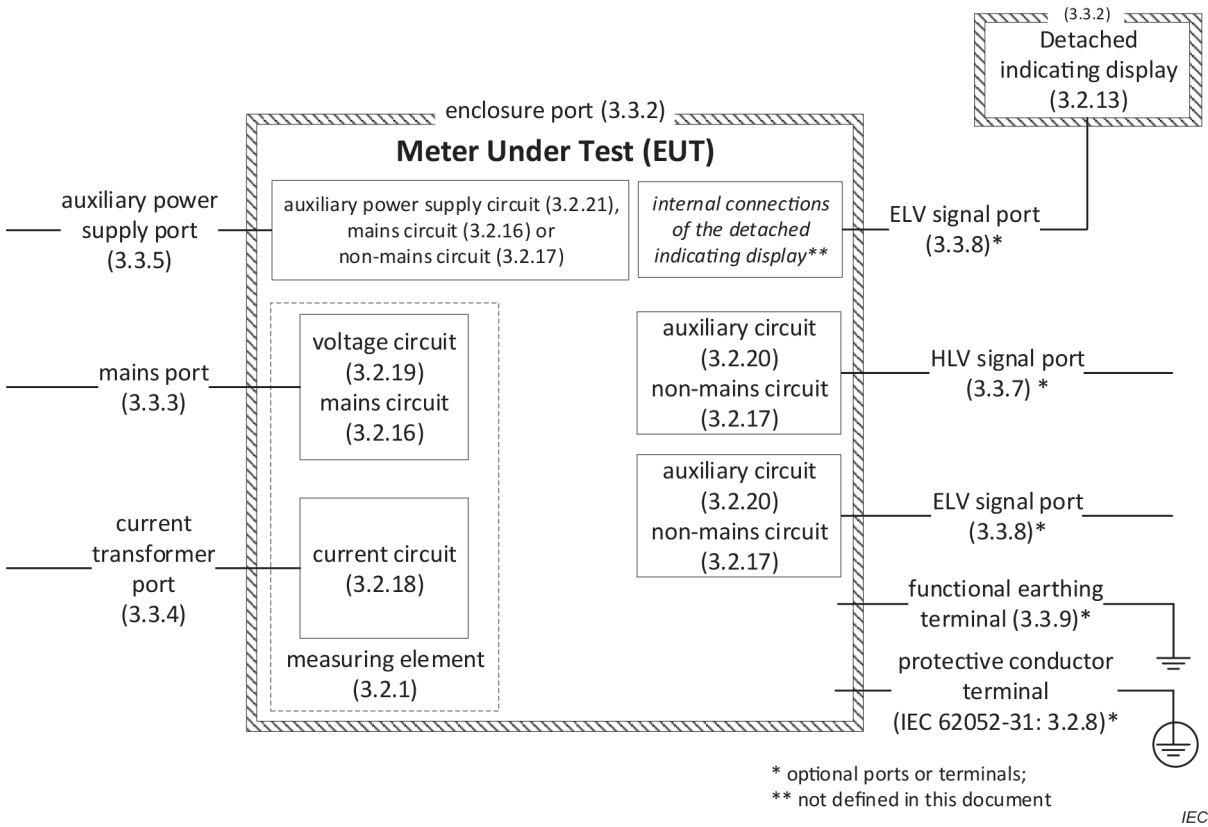 (3.3.2)
Detached
indicating display
(3.2.13)
enclosure port (3.3.2)
Meter Under Test (EUT)
auxiliary power
supply port
(3.3.5)
auxiliary power supply circuit (3.2.21),
mains circuit (3.2.16) or
non-mains circuit (3.2.17)
internal connections
of the detached
indicating display**
ELV signal port
(3.3.8)*
mains port
(3.3.3)
voltage circuit
(3.2.19)
mains circuit
(3.2.16)
auxiliary circuit
(3.2.20)
non-mains circuit
(3.2.17)
HLV signal port
(3.3.7) *
current
transformer
port
(3.3.4)
current circuit
(3.2.18)
measuring element
(3.2.1)
auxiliary circuit
(3.2.20)
non-mains circuit
(3.2.17)
ELV signal port
(3.3.8)*
functional earthing
terminal (3.3.9)*
protective conductor
terminal
(IEC 62052-31: 3.2.8)*
* optional ports or terminals;
** not defined in this document
IEC